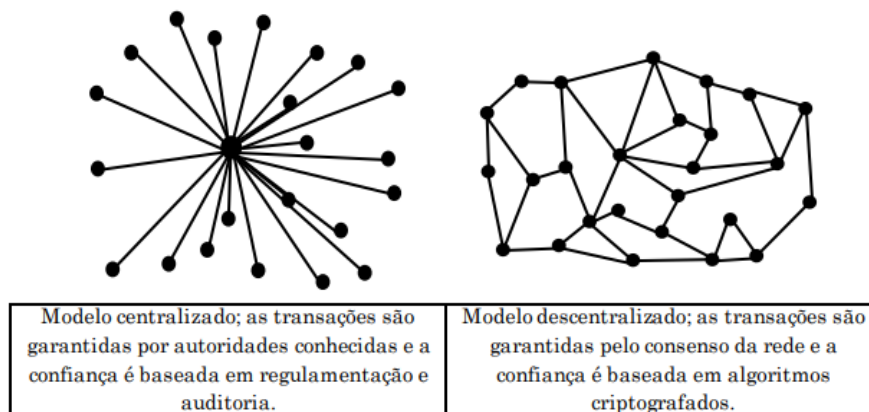 Modelo centralizado; as transações são
garantidas por autoridades conhecidas e a
confiança é baseada em regulamentação e
auditoria.
Modelo descentralizado; as transações são
garantidas pelo consenso da rede e a
confiança é baseada em algoritmos
criptografados.